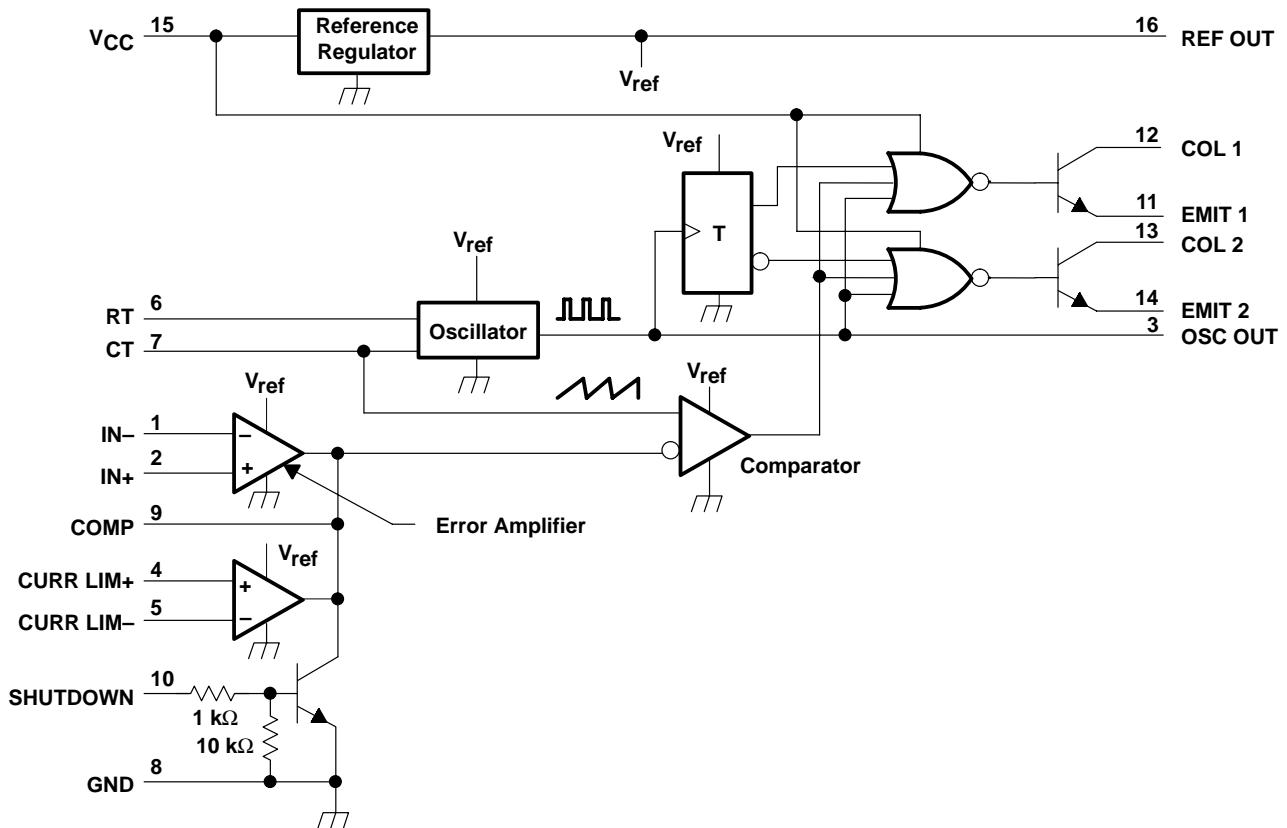 VCC 15
Reference
Regulator
16 REF OUT
Vref
Vref
12 COL 1
11 EMIT 1
T
13 COL 2
Vref
14 EMIT 2
RT 6
Oscillator
3 OSC OUT
CT 7
Vref
Vref
IN– 1
–
IN+ 2
+
Comparator
COMP 9
Error Amplifier
Vref
CURR LIM+ 4
+
CURR LIM– 5
–
SHUTDOWN 10
1 kΩ
10 kΩ
GND 8